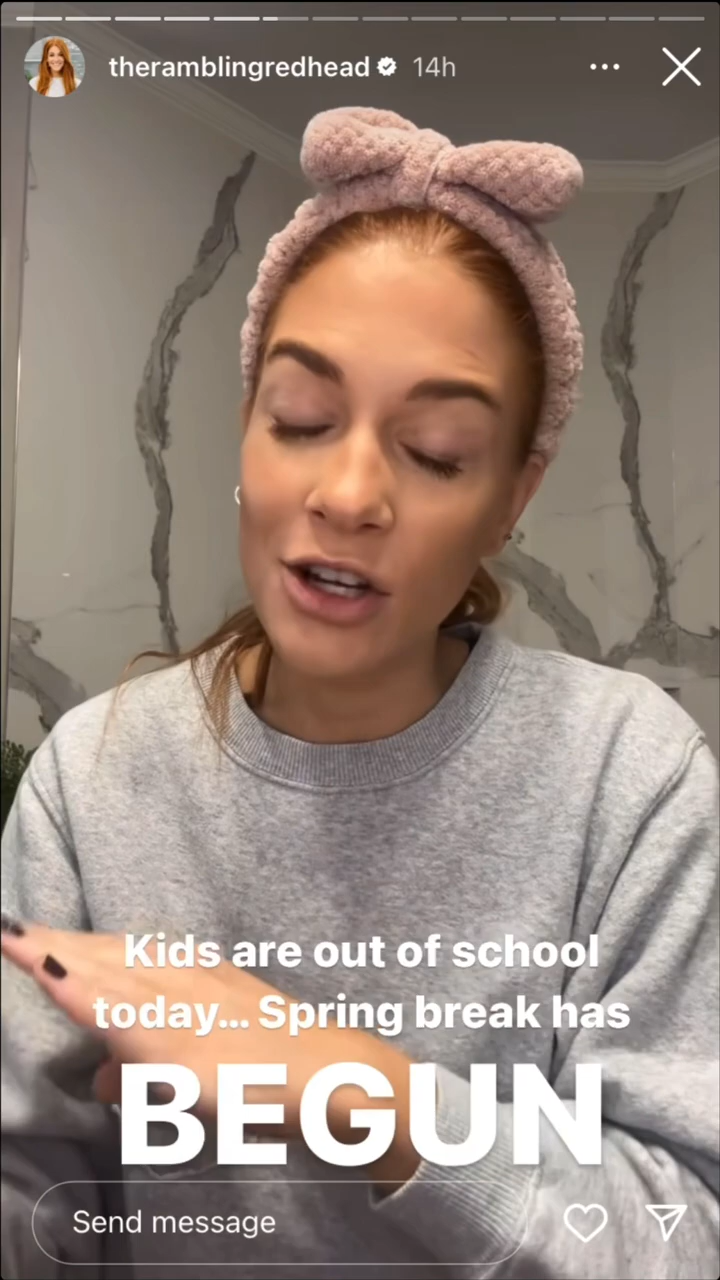 theramblingredhead 14h
Kids are out of school
today... Spring break has
BEGUN
Send message